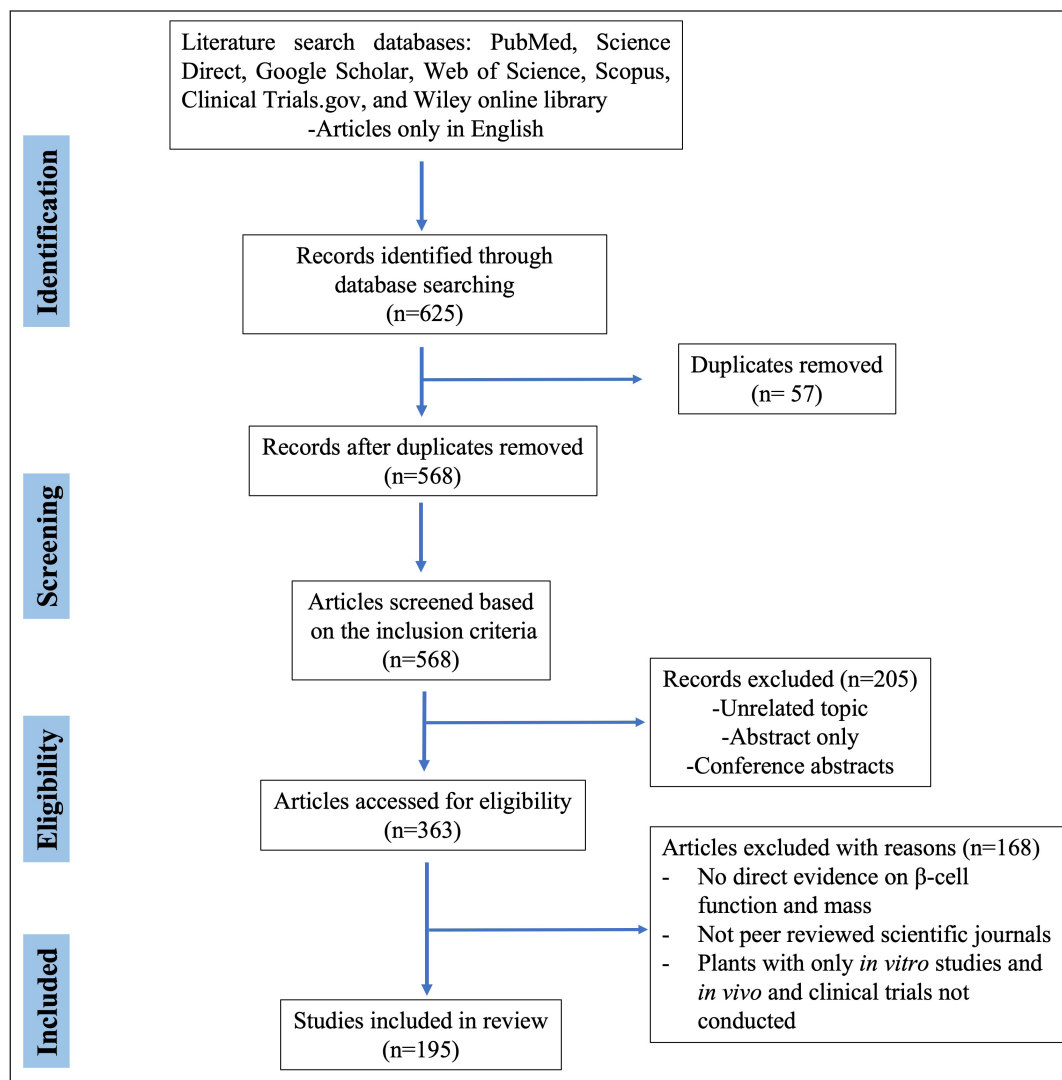 Literature search databases: PubMed, Science
Direct, Google Scholar, Web of Science, Scopus,
Clinical Trials.gov, and Wiley online library
-Articles only in English
Identification
Records identified through
database searching
(n=625)
Duplicates removed
(n= 57)
Records after duplicates removed
(n=568)
Screening
Articles screened based
on the inclusion criteria
(n=568)
Records excluded (n=205)
-Unrelated topic
-Abstract only
-Conference abstracts
Eligibility
Articles accessed for eligibility
(n=363)
Articles excluded with reasons (n=168)
- No direct evidence on β-cell
function and mass
- Not peer reviewed scientific journals
- Plants with only in vitro studies and
in vivo and clinical trials not
conducted
Included
Studies included in review
(n=195)